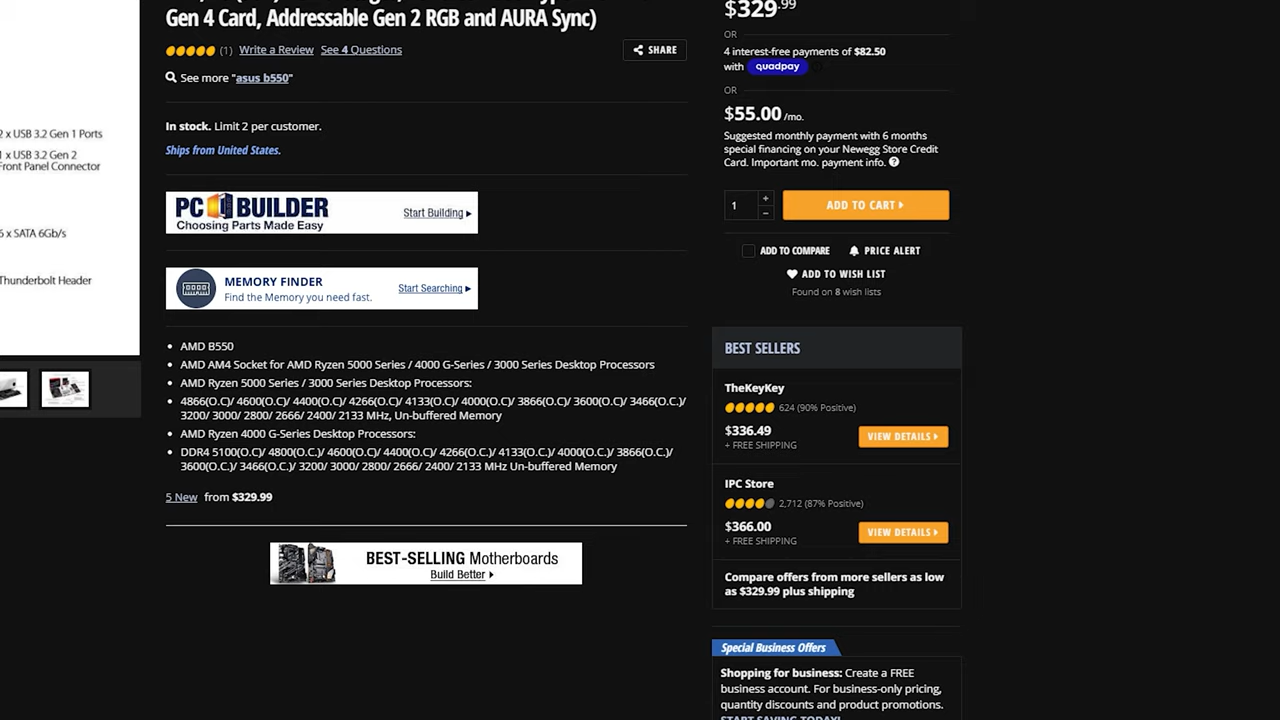 Gen 4 Card, Addressable Gen 2 RGB and AURA Sync)
(1) Write a Review See 4 Questions
SHARE
See more "asus b550"
In stock. Limit 2 per customer.
Ships from United States.
PC BUILDER
Choosing Parts Made Easy
Start Building
MEMORY FINDER
Find the Memory you need fast.
Start Searching
• AMD B550
• AMD AM4 Socket for AMD Ryzen 5000 Series / 4000 G-Series / 3000 Series Desktop Processors
• AMD Ryzen 5000 Series / 3000 Series Desktop Processors:
• 4866(O.C)/ 4600(O.C)/ 4400(O.C)/ 4266(O.C.)/ 4133(O.C)/ 4000(O.C)/ 3866(O.C)/ 3600(O.C)/ 3466(O.C.)/
3200/ 3000/ 2800/ 2666/ 2400/ 2133 MHz, Un-buffered Memory
• AMD Ryzen 4000 G-Series Desktop Processors:
• DDR4 5100(O.C)/ 4800(O.C.)/ 4600(O.C)/ 4400(O.C)/ 4266(O.C.)/ 4133(O.C.)/ 4000(O.C.)/ 3866(O.C.)/
3600(O.C.)/ 3466(O.C.)/ 3200/ 3000/ 2800/ 2666/ 2400/ 2133 MHz Un-buffered Memory
5 New from $329.99
BEST-SELLING Motherboards
Build Better
2 x USB 3.2 Gen 1 Ports
1 x USB 3.2 Gen 2
Front Panel Connector
6 x SATA 6Gb/s
Thunderbolt Header
$329.99
OR
4 interest-free payments of $82.50
with quadpay
OR
$55.00 /mo.
Suggested monthly payment with 6 months
special financing on your Newegg Store Credit
Card. Important mo. payment info. ?
1 + − ADD TO CART
ADD TO COMPARE PRICE ALERT
ADD TO WISH LIST
Found on 8 wish lists
BEST SELLERS
TheKeyKey
624 (90% Positive)
$336.49
+ FREE SHIPPING
VIEW DETAILS
IPC Store
2,712 (87% Positive)
$366.00
+ FREE SHIPPING
VIEW DETAILS
Compare offers from more sellers as low
as $329.99 plus shipping
Special Business Offers
Shopping for business: Create a FREE
business account. For business-only pricing,
quantity discounts and product promotions.
START SAVING TODAY!